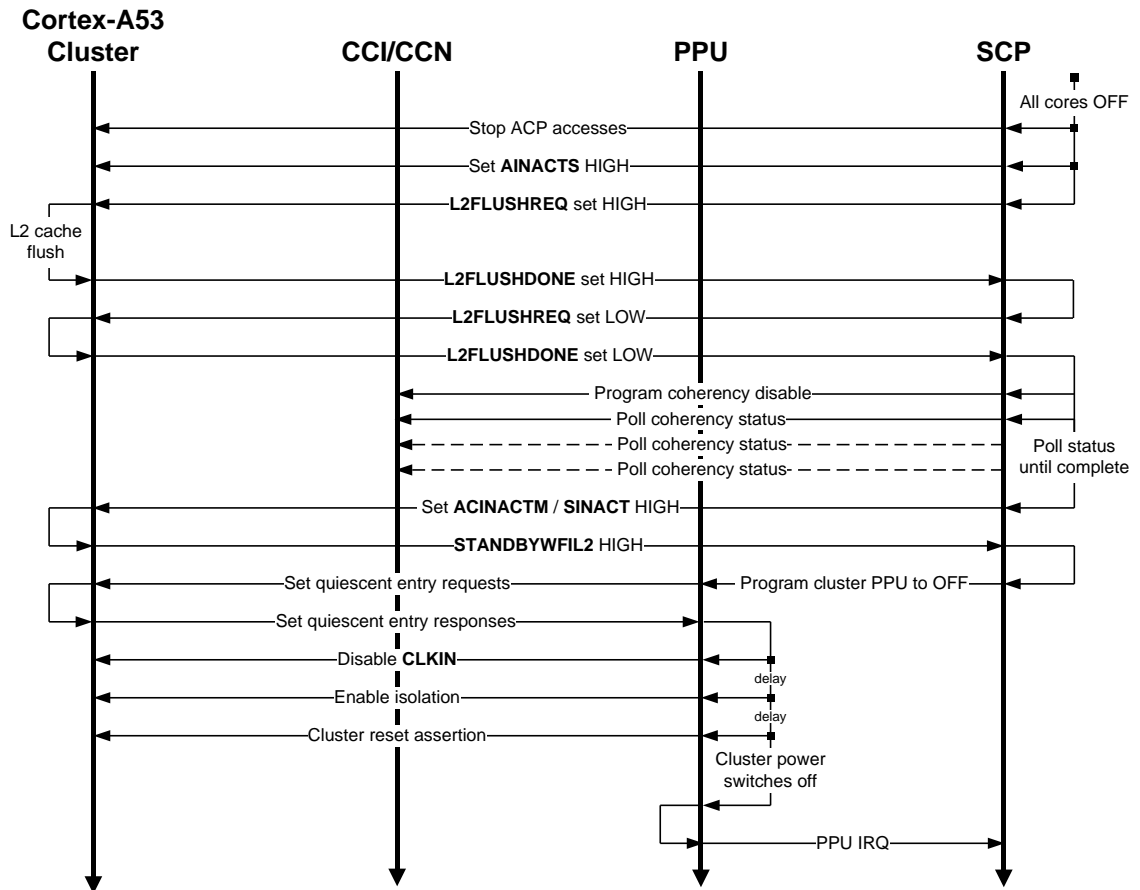 Cortex-A53
Cluster
CCI/CCN
PPU
SCP
All cores OFF
Stop ACP accesses
Set AINACTS HIGH
L2FLUSHREQ set HIGH
L2 cache
flush
L2FLUSHDONE set HIGH
L2FLUSHREQ set LOW
L2FLUSHDONE set LOW
Program coherency disable
Poll coherency status
Poll coherency status
Poll coherency status
Poll status
until complete
Set ACINACTM / SINACT HIGH
STANDBYWFIL2 HIGH
Set quiescent entry requests
Program cluster PPU to OFF
Set quiescent entry responses
Disable CLKIN
delay
Enable isolation
delay
Cluster reset assertion
Cluster power
switches off
PPU IRQ